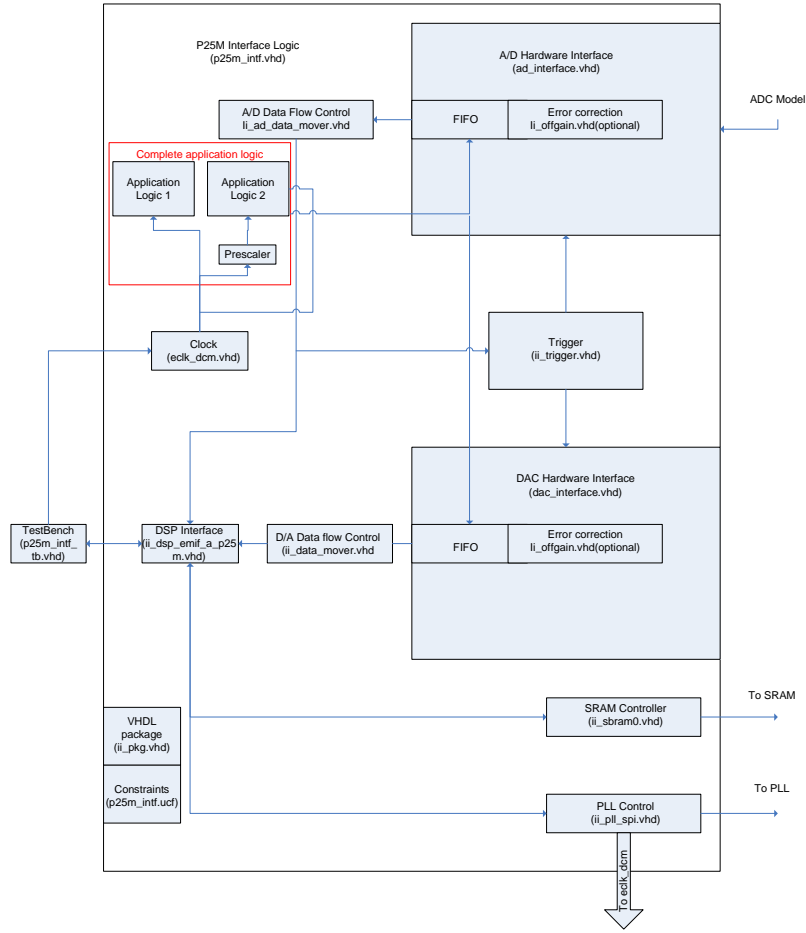 P25M Interface Logic
(p25m_intf.vhd)
A/D Hardware Interface
(ad_interface.vhd)
ADC Model
A/D Data Flow Control
Ii_ad_data_mover.vhd
FIFO
Error correction
Ii_offgain.vhd(optional)
Complete application logic
Application
Logic 1
Application
Logic 2
Prescaler
Clock
(eclk_dcm.vhd)
Trigger
(ii_trigger.vhd)
DAC Hardware Interface
(dac_interface.vhd)
TestBench
(p25m_intf_
tb.vhd)
DSP Interface
(ii_dsp_emif_a_p25
m.vhd)
D/A Data flow Control
(ii_data_mover.vhd
FIFO
Error correction
Ii_offgain.vhd(optional)
To SRAM
SRAM Controller
(ii_sbram0.vhd)
VHDL
package
(ii_pkg.vhd)
Constraints
(p25m_intf.ucf)
To PLL
PLL Control
(ii_pll_spi.vhd)
To eclk_dcm